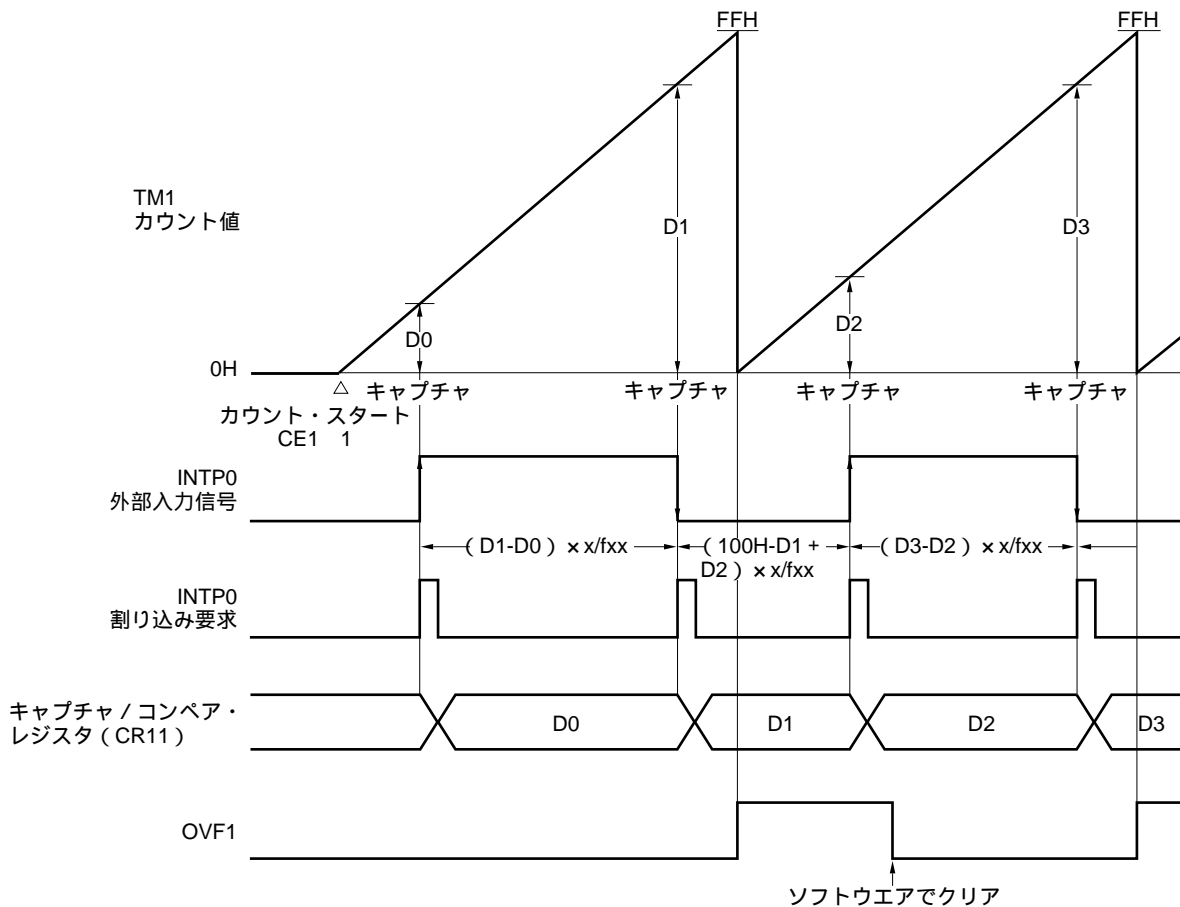 FFH
FFH
TM1
カウント値
D1
D3
D0
D2
0H
キャプチャ
キャプチャ
キャプチャ
キャプチャ
△
カウント・スタート
CE1 1
INTP0
外部入力信号
(D1-D0)×x/fxx
(100H-D1+
D2)×x/fxx
(D3-D2)×x/fxx
INTP0
割り込み要求
キャプチャ/コンペア・
レジスタ(CR11)
D0
D1
D2
D3
OVF1
ソフトウエアでクリア